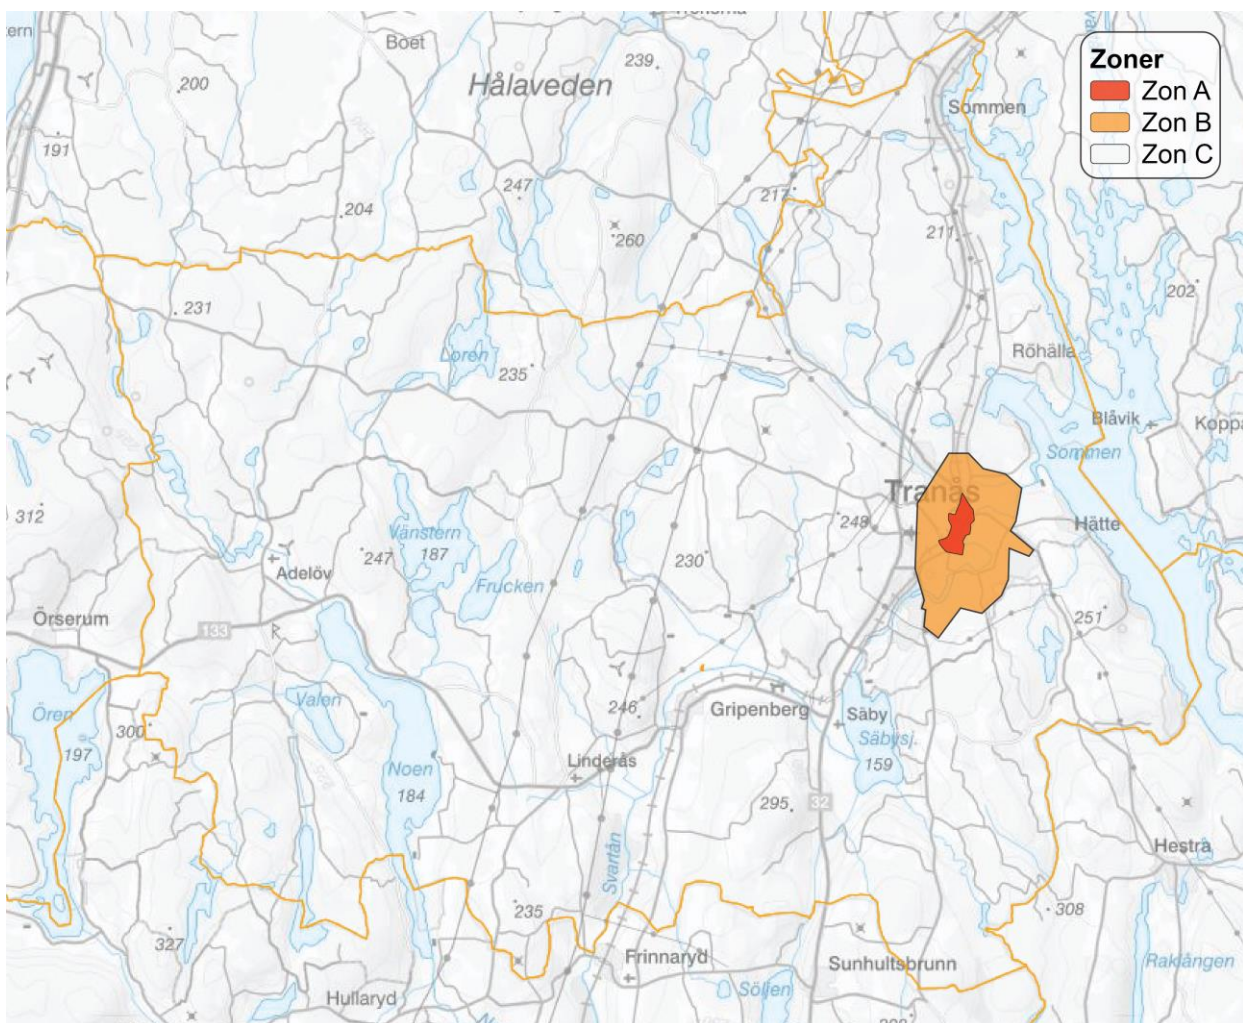 Zoner
Zon A
Zon B
Zon C
Boet
239
Hålaveden
200
Sommen
191
247
217
204
260
211
231
202
Loren
235
Röhälla
Blåvik
Sommen
Tranås
312
Vänstern
187
247
248
Hätte
230
Adelöv
Frucken
Örserum
133
251
Valen
Ören
300
246
Gripenberg
Säby
197
Säbysj.
Linderås
Noen
159
184
295
32
Svartån
Hestra
235
308
327
Frinnaryd
Sunhultsbrunn
Raklången
Hullaryd
Söljen